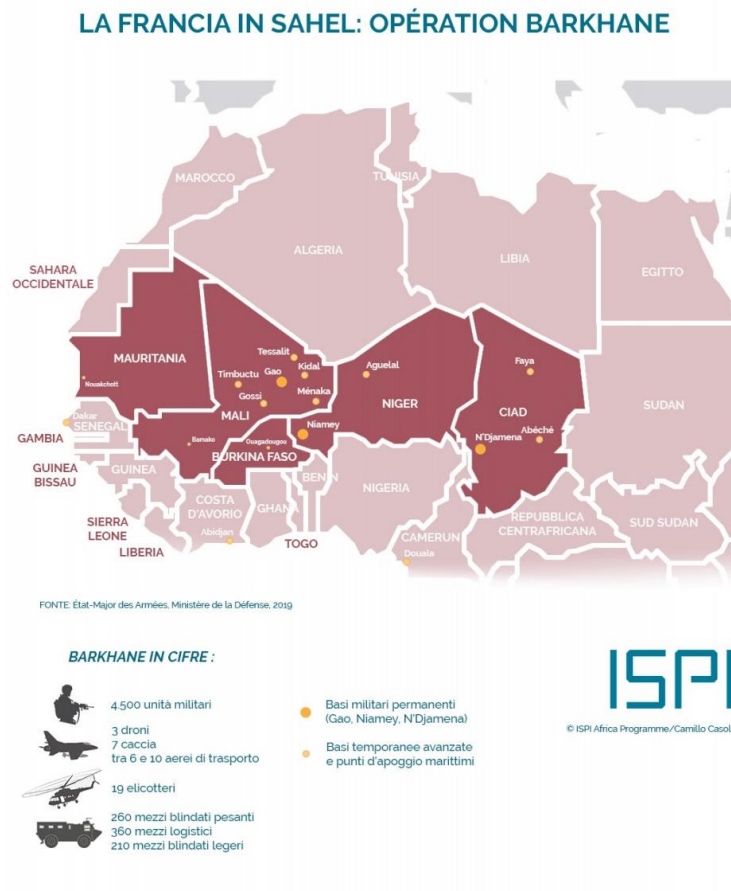 LA FRANCIA IN SAHEL: OPÉRATION BARKHANE
MAROCCO
TUNISIA
ALGERIA
LIBIA
EGITTO
SAHARA
OCCIDENTALE
MAURITANIA
Nouakchott
Tessalit
Kidal
Timbuctu
Gao
Gossi
Ménaka
MALI
Aguelal
NIGER
Faya
CIAD
Abéché
N'Djamena
SUDAN
Dakar
SENEGAL
GAMBIA
Bamako
Ouagadougou
BURKINA FASO
Niamey
GUINEA
BISSAU
GUINEA
BENIN
NIGERIA
COSTA
D'AVORIO
GHANA
Abidjan
SIERRA
LEONE
LIBERIA
TOGO
CAMERUN
Douala
REPUBBLICA
CENTRAFRICANA
SUD SUDAN
FONTE: État-Major des Armées, Ministère de la Défense, 2019
BARKHANE IN CIFRE :
4.500 unità militari
3 droni
7 caccia
tra 6 e 10 aerei di trasporto
19 elicotteri
260 mezzi blindati pesanti
360 mezzi logistici
210 mezzi blindati legeri
Basi militari permanenti
(Gao, Niamey, N'Djamena)
Basi temporanee avanzate
e punti d'apoggio marittimi
ISPI
© ISPI Africa Programme/Camillo Casol